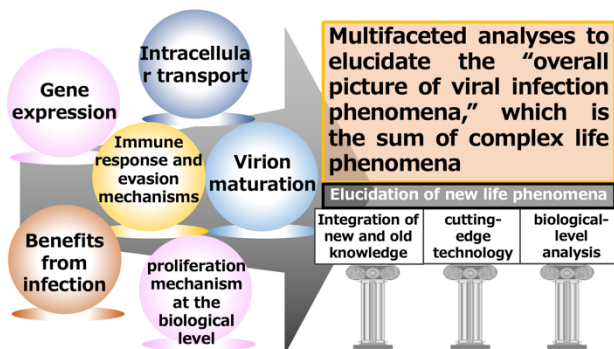 Intracellula
r transport
Gene
expression
Immune
response and
evasion
mechanisms
Virion
maturation
Benefits
from
infection
proliferation
mechanism
at the
biological
level
Multifaceted analyses to
elucidate the “overall
picture of viral infection
phenomena,” which is
the sum of complex life
phenomena
Elucidation of new life phenomena
Integration of
new and old
knowledge
cutting-
edge
technology
biological-
level
analysis